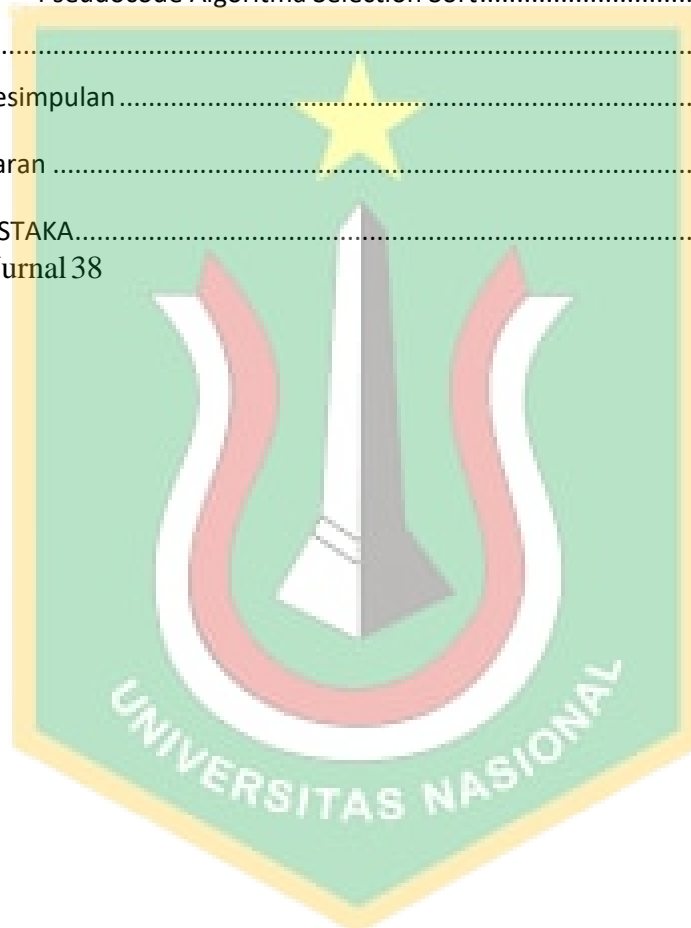 Pseudocode Algoritma Selection Sort........................................
................................................................................
esimpulan................................................................................
aran................................................................................
STAKA................................................................................
urnal 38
UNIVERSITAS NASIONAL